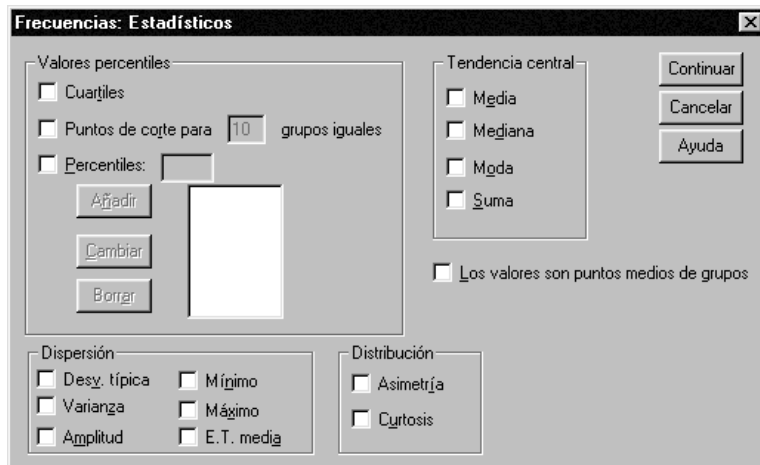 Frecuencias: Estadísticos
Valores percentiles
Cuartiles
Puntos de corte para 10 grupos iguales
Percentiles:
Añadir
Cambiar
Borrar
Tendencia central
Media
Mediana
Moda
Suma
Continuar
Cancelar
Ayuda
Los valores son puntos medios de grupos
Dispersión
Desv. típica
Mínimo
Varianza
Máximo
Amplitud
E.T. media
Distribución
Asimetría
Curtosis